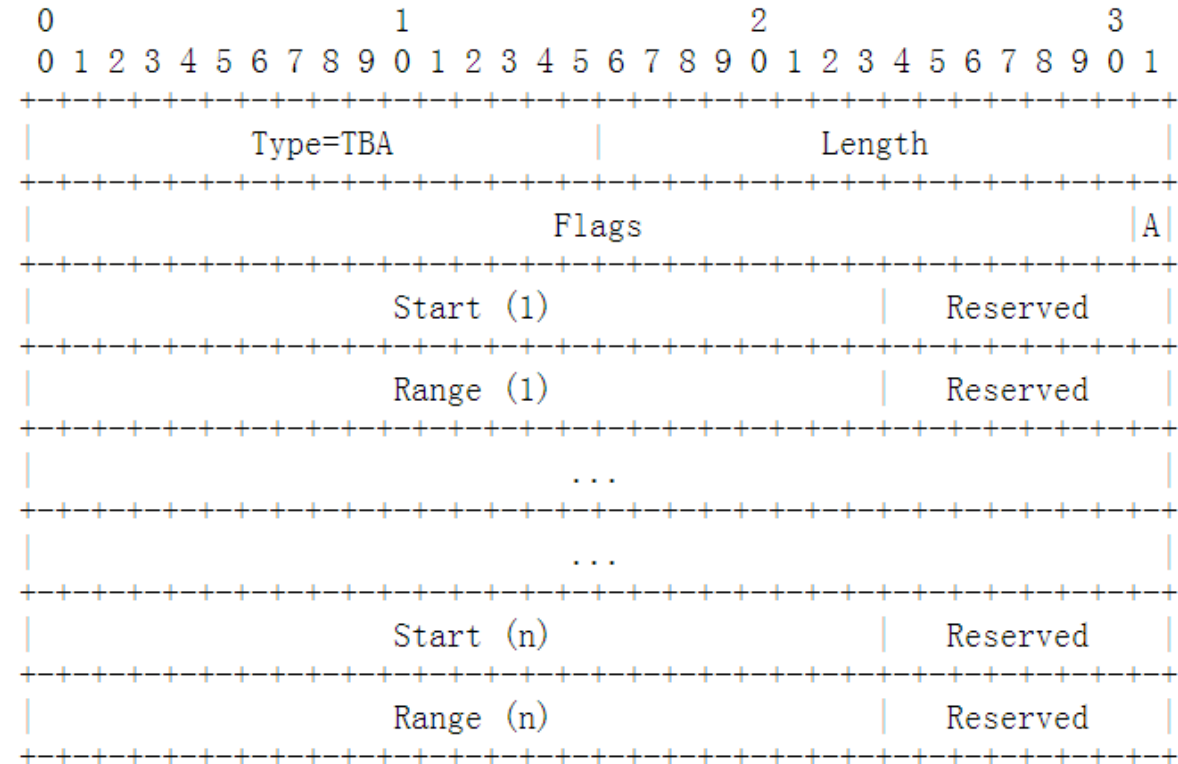 0                   1                   2                   3
0 1 2 3 4 5 6 7 8 9 0 1 2 3 4 5 6 7 8 9 0 1 2 3 4 5 6 7 8 9 0 1
+-+-+-+-+-+-+-+-+-+-+-+-+-+-+-+-+-+-+-+-+-+-+-+-+-+-+-+-+-+-+-+-+
|            Type=TBA           |            Length             |
+-+-+-+-+-+-+-+-+-+-+-+-+-+-+-+-+-+-+-+-+-+-+-+-+-+-+-+-+-+-+-+-+
|                             Flags                           |A|
+-+-+-+-+-+-+-+-+-+-+-+-+-+-+-+-+-+-+-+-+-+-+-+-+-+-+-+-+-+-+-+-+
|                    Start (1)                  |   Reserved    |
+-+-+-+-+-+-+-+-+-+-+-+-+-+-+-+-+-+-+-+-+-+-+-+-+-+-+-+-+-+-+-+-+
|                    Range (1)                  |   Reserved    |
+-+-+-+-+-+-+-+-+-+-+-+-+-+-+-+-+-+-+-+-+-+-+-+-+-+-+-+-+-+-+-+-+
|                              ...                              |
+-+-+-+-+-+-+-+-+-+-+-+-+-+-+-+-+-+-+-+-+-+-+-+-+-+-+-+-+-+-+-+-+
|                              ...                              |
+-+-+-+-+-+-+-+-+-+-+-+-+-+-+-+-+-+-+-+-+-+-+-+-+-+-+-+-+-+-+-+-+
|                    Start (n)                  |   Reserved    |
+-+-+-+-+-+-+-+-+-+-+-+-+-+-+-+-+-+-+-+-+-+-+-+-+-+-+-+-+-+-+-+-+
|                    Range (n)                  |   Reserved    |
+-+-+-+-+-+-+-+-+-+-+-+-+-+-+-+-+-+-+-+-+-+-+-+-+-+-+-+-+-+-+-+-+